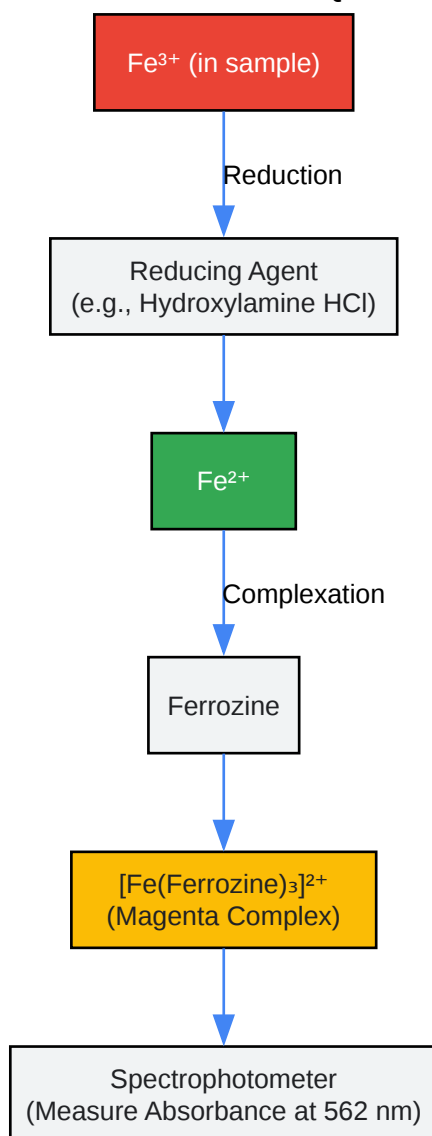 Fe³⁺ (in sample)
Reduction
Reducing Agent
(e.g., Hydroxylamine HCl)
Fe²⁺
Complexation
Ferrozine
[Fe(Ferrozine)₃]²⁺
(Magenta Complex)
Spectrophotometer
(Measure Absorbance at 562 nm)